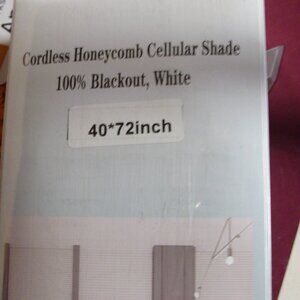 Cordless Honeycomb Cellular Shade
100% Blackout, White
40*72inch